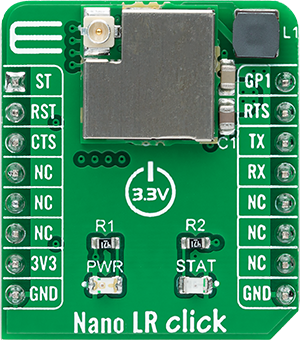 L1
ST GP1
RST RTS
CTS TX
C1
NC RX
NC NC
3.3V
NC NC
R1 R2
3V3 NC
PWR STAT
GND GND
Nano LR click